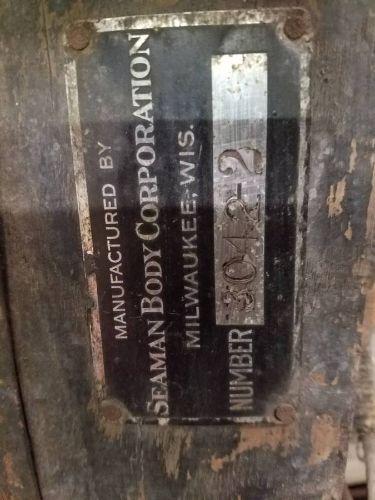 MANUFACTURED BY
SEAMAN BODY CORPORATION
MILWAUKEE, WIS.
NUMBER 3042-2